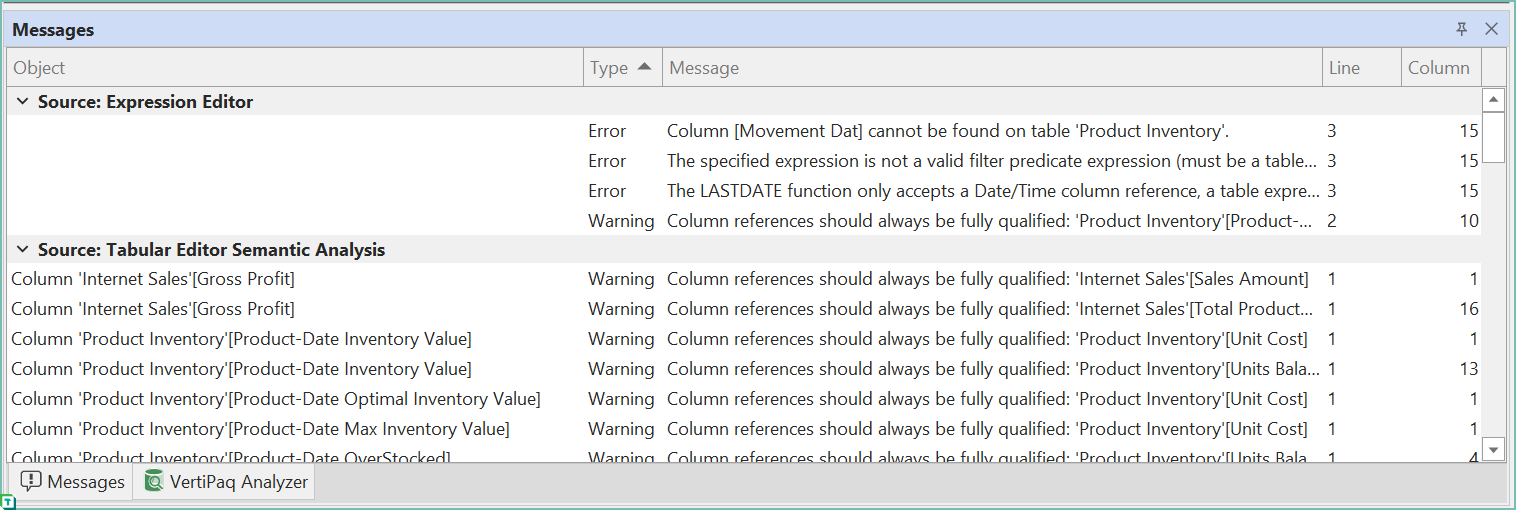 Messages
Object Type Message Line Column
Source: Expression Editor
Error Column [Movement Dat] cannot be found on table 'Product Inventory'. 3 15
Error The specified expression is not a valid filter predicate expression (must be a table... 3 15
Error The LASTDATE function only accepts a Date/Time column reference, a table expre... 3 15
Warning Column references should always be fully qualified: 'Product Inventory'[Product-... 2 10
Source: Tabular Editor Semantic Analysis
Column 'Internet Sales'[Gross Profit] Warning Column references should always be fully qualified: 'Internet Sales'[Sales Amount] 1 1
Column 'Internet Sales'[Gross Profit] Warning Column references should always be fully qualified: 'Internet Sales'[Total Product... 1 16
Column 'Product Inventory'[Product-Date Inventory Value] Warning Column references should always be fully qualified: 'Product Inventory'[Unit Cost] 1 1
Column 'Product Inventory'[Product-Date Inventory Value] Warning Column references should always be fully qualified: 'Product Inventory'[Units Bala... 1 13
Column 'Product Inventory'[Product-Date Optimal Inventory Value] Warning Column references should always be fully qualified: 'Product Inventory'[Unit Cost] 1 1
Column 'Product Inventory'[Product-Date Max Inventory Value] Warning Column references should always be fully qualified: 'Product Inventory'[Unit Cost] 1 1
Column 'Product Inventory'[Product-Date OverStocked] Warning Column references should always be fully qualified: 'Product Inventory'[Units Bala... 1 4
Messages VertiPaq Analyzer
T